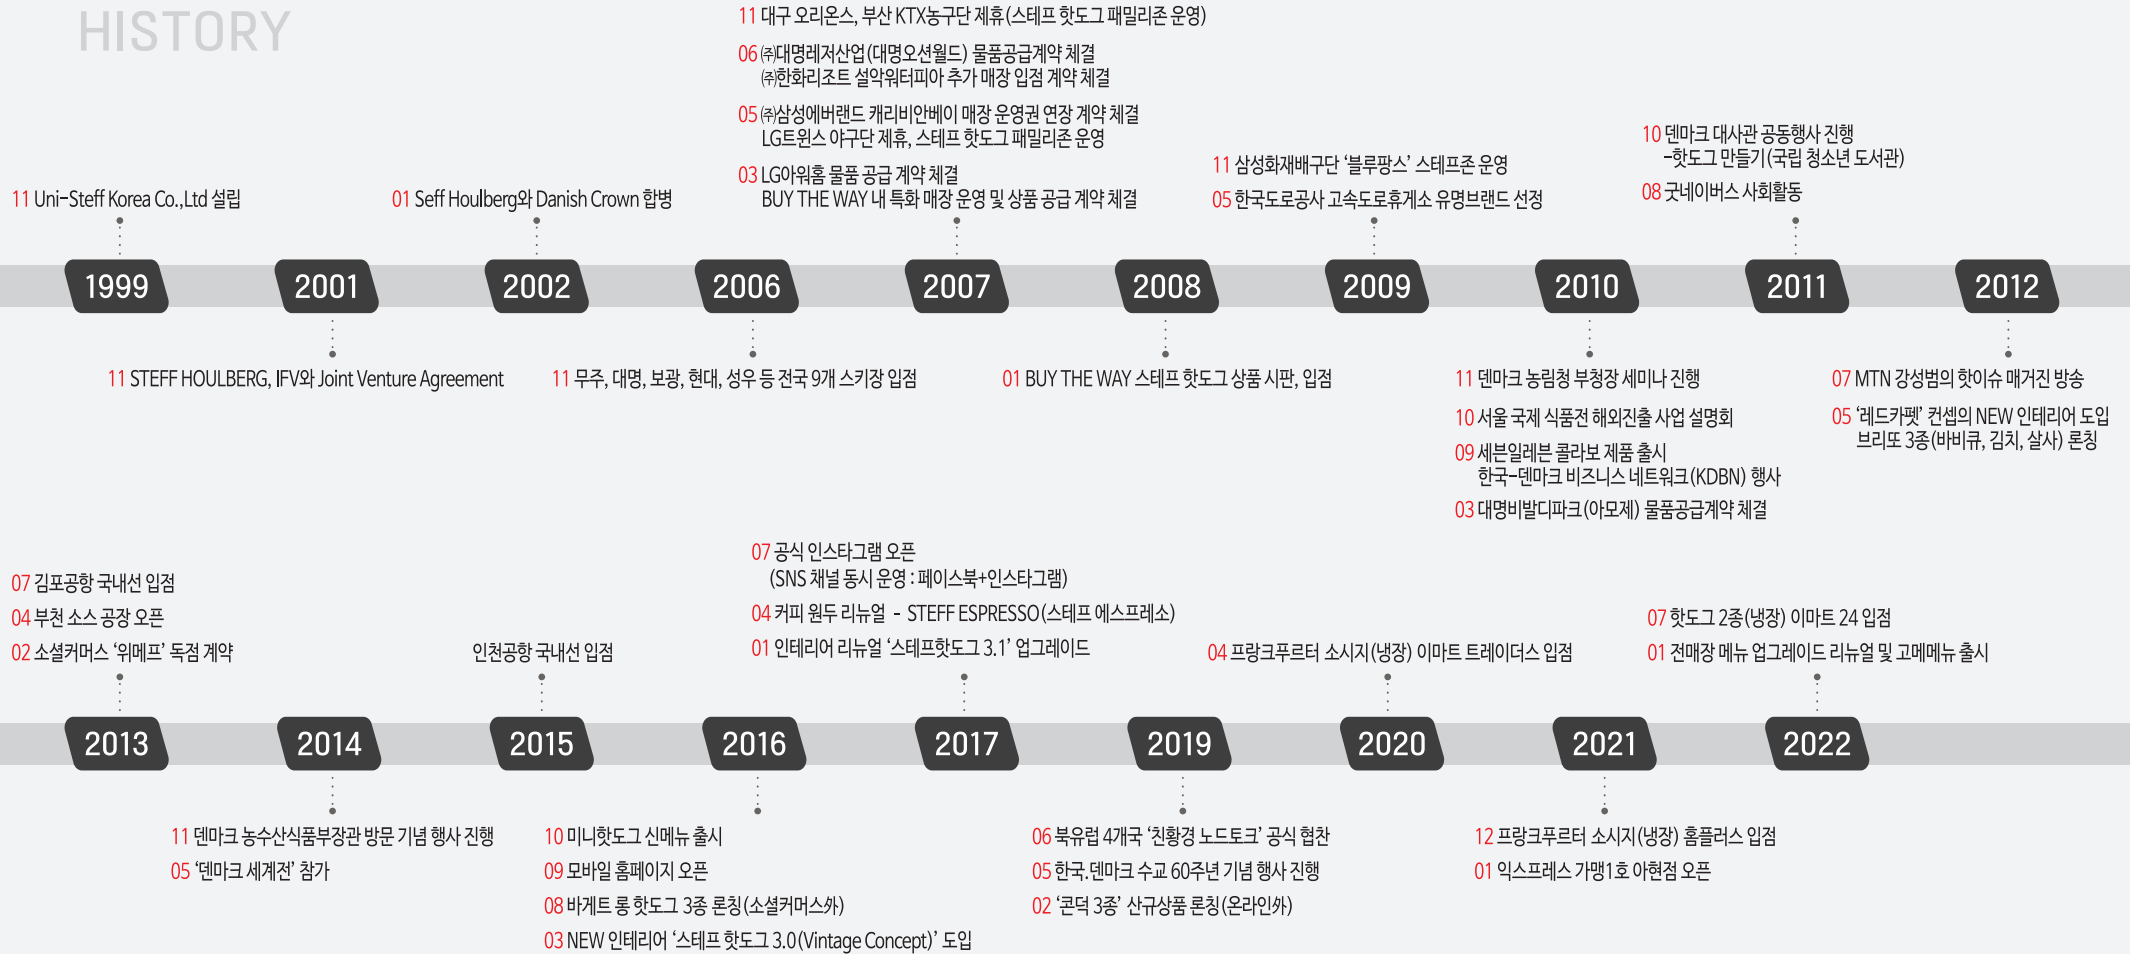 HISTORY
11 Uni-Steff Korea Co.,Ltd 설립
1999
2001
11 STEFF HOULBERG, IFV와 Joint Venture Agreement
01 Seff Houlberg와 Danish Crown 합병
2002
2006
11 무주, 대명, 보광, 현대, 성우 등 전국 9개 스키장 입점
11 대구 오리온스, 부산 KTX농구단 제휴(스테프 핫도그 패밀리존 운영)
06 ㈜대명레저산업(대명오션월드) 물품공급계약 체결
㈜한화리조트 설악워터피아 추가 매장 입점 계약 체결
05 ㈜삼성에버랜드 캐리비안베이 매장 운영권 연장 계약 체결
LG트윈스 야구단 제휴, 스테프 핫도그 패밀리존 운영
03 LG아워홈 물품 공급 계약 체결
BUY THE WAY 내 특화 매장 운영 및 상품 공급 계약 체결
2007
2008
01 BUY THE WAY 스테프 핫도그 상품 시판, 입점
11 삼성화재배구단 ‘블루팡스’ 스테프존 운영
05 한국도로공사 고속도로휴게소 유명브랜드 선정
2009
2010
11 덴마크 농림청 부청장 세미나 진행
10 서울 국제 식품전 해외진출 사업 설명회
09 세븐일레븐 콜라보 제품 출시
한국-덴마크 비즈니스 네트워크(KDBN) 행사
03 대명비발디파크(아모제) 물품공급계약 체결
10 덴마크 대사관 공동행사 진행
-핫도그 만들기(국립 청소년 도서관)
08 굿네이버스 사회활동
2011
2012
07 MTN 강성범의 핫이슈 매거진 방송
05 ‘레드카펫’ 컨셉의 NEW 인테리어 도입
브리또 3종(바비큐, 김치, 살사) 론칭
07 김포공항 국내선 입점
04 부천 소스 공장 오픈
02 소셜커머스 ‘위메프’ 독점 계약
2013
2014
11 덴마크 농수산식품부장관 방문 기념 행사 진행
05 ‘덴마크 세계전’ 참가
인천공항 국내선 입점
2015
2016
10 미니핫도그 신메뉴 출시
09 모바일 홈페이지 오픈
08 바게트 롱 핫도그 3종 론칭(소셜커머스外)
03 NEW 인테리어 ‘스테프 핫도그 3.0(Vintage Concept)’ 도입
07 공식 인스타그램 오픈
(SNS 채널 동시 운영 : 페이스북+인스타그램)
04 커피 원두 리뉴얼 - STEFF ESPRESSO(스테프 에스프레소)
01 인테리어 리뉴얼 ‘스테프핫도그 3.1’ 업그레이드
2017
2019
06 북유럽 4개국 ‘친황경 노드토크’ 공식 협찬
05 한국.덴마크 수교 60주년 기념 행사 진행
02 ‘콘덕 3종’ 산규상품 론칭(온라인外)
04 프랑크푸르터 소시지(냉장) 이마트 트레이더스 입점
2020
2021
12 프랑크푸르터 소시지(냉장) 홈플러스 입점
01 익스프레스 가맹1호 아현점 오픈
07 핫도그 2종(냉장) 이마트 24 입점
01 전매장 메뉴 업그레이드 리뉴얼 및 고메메뉴 출시
2022